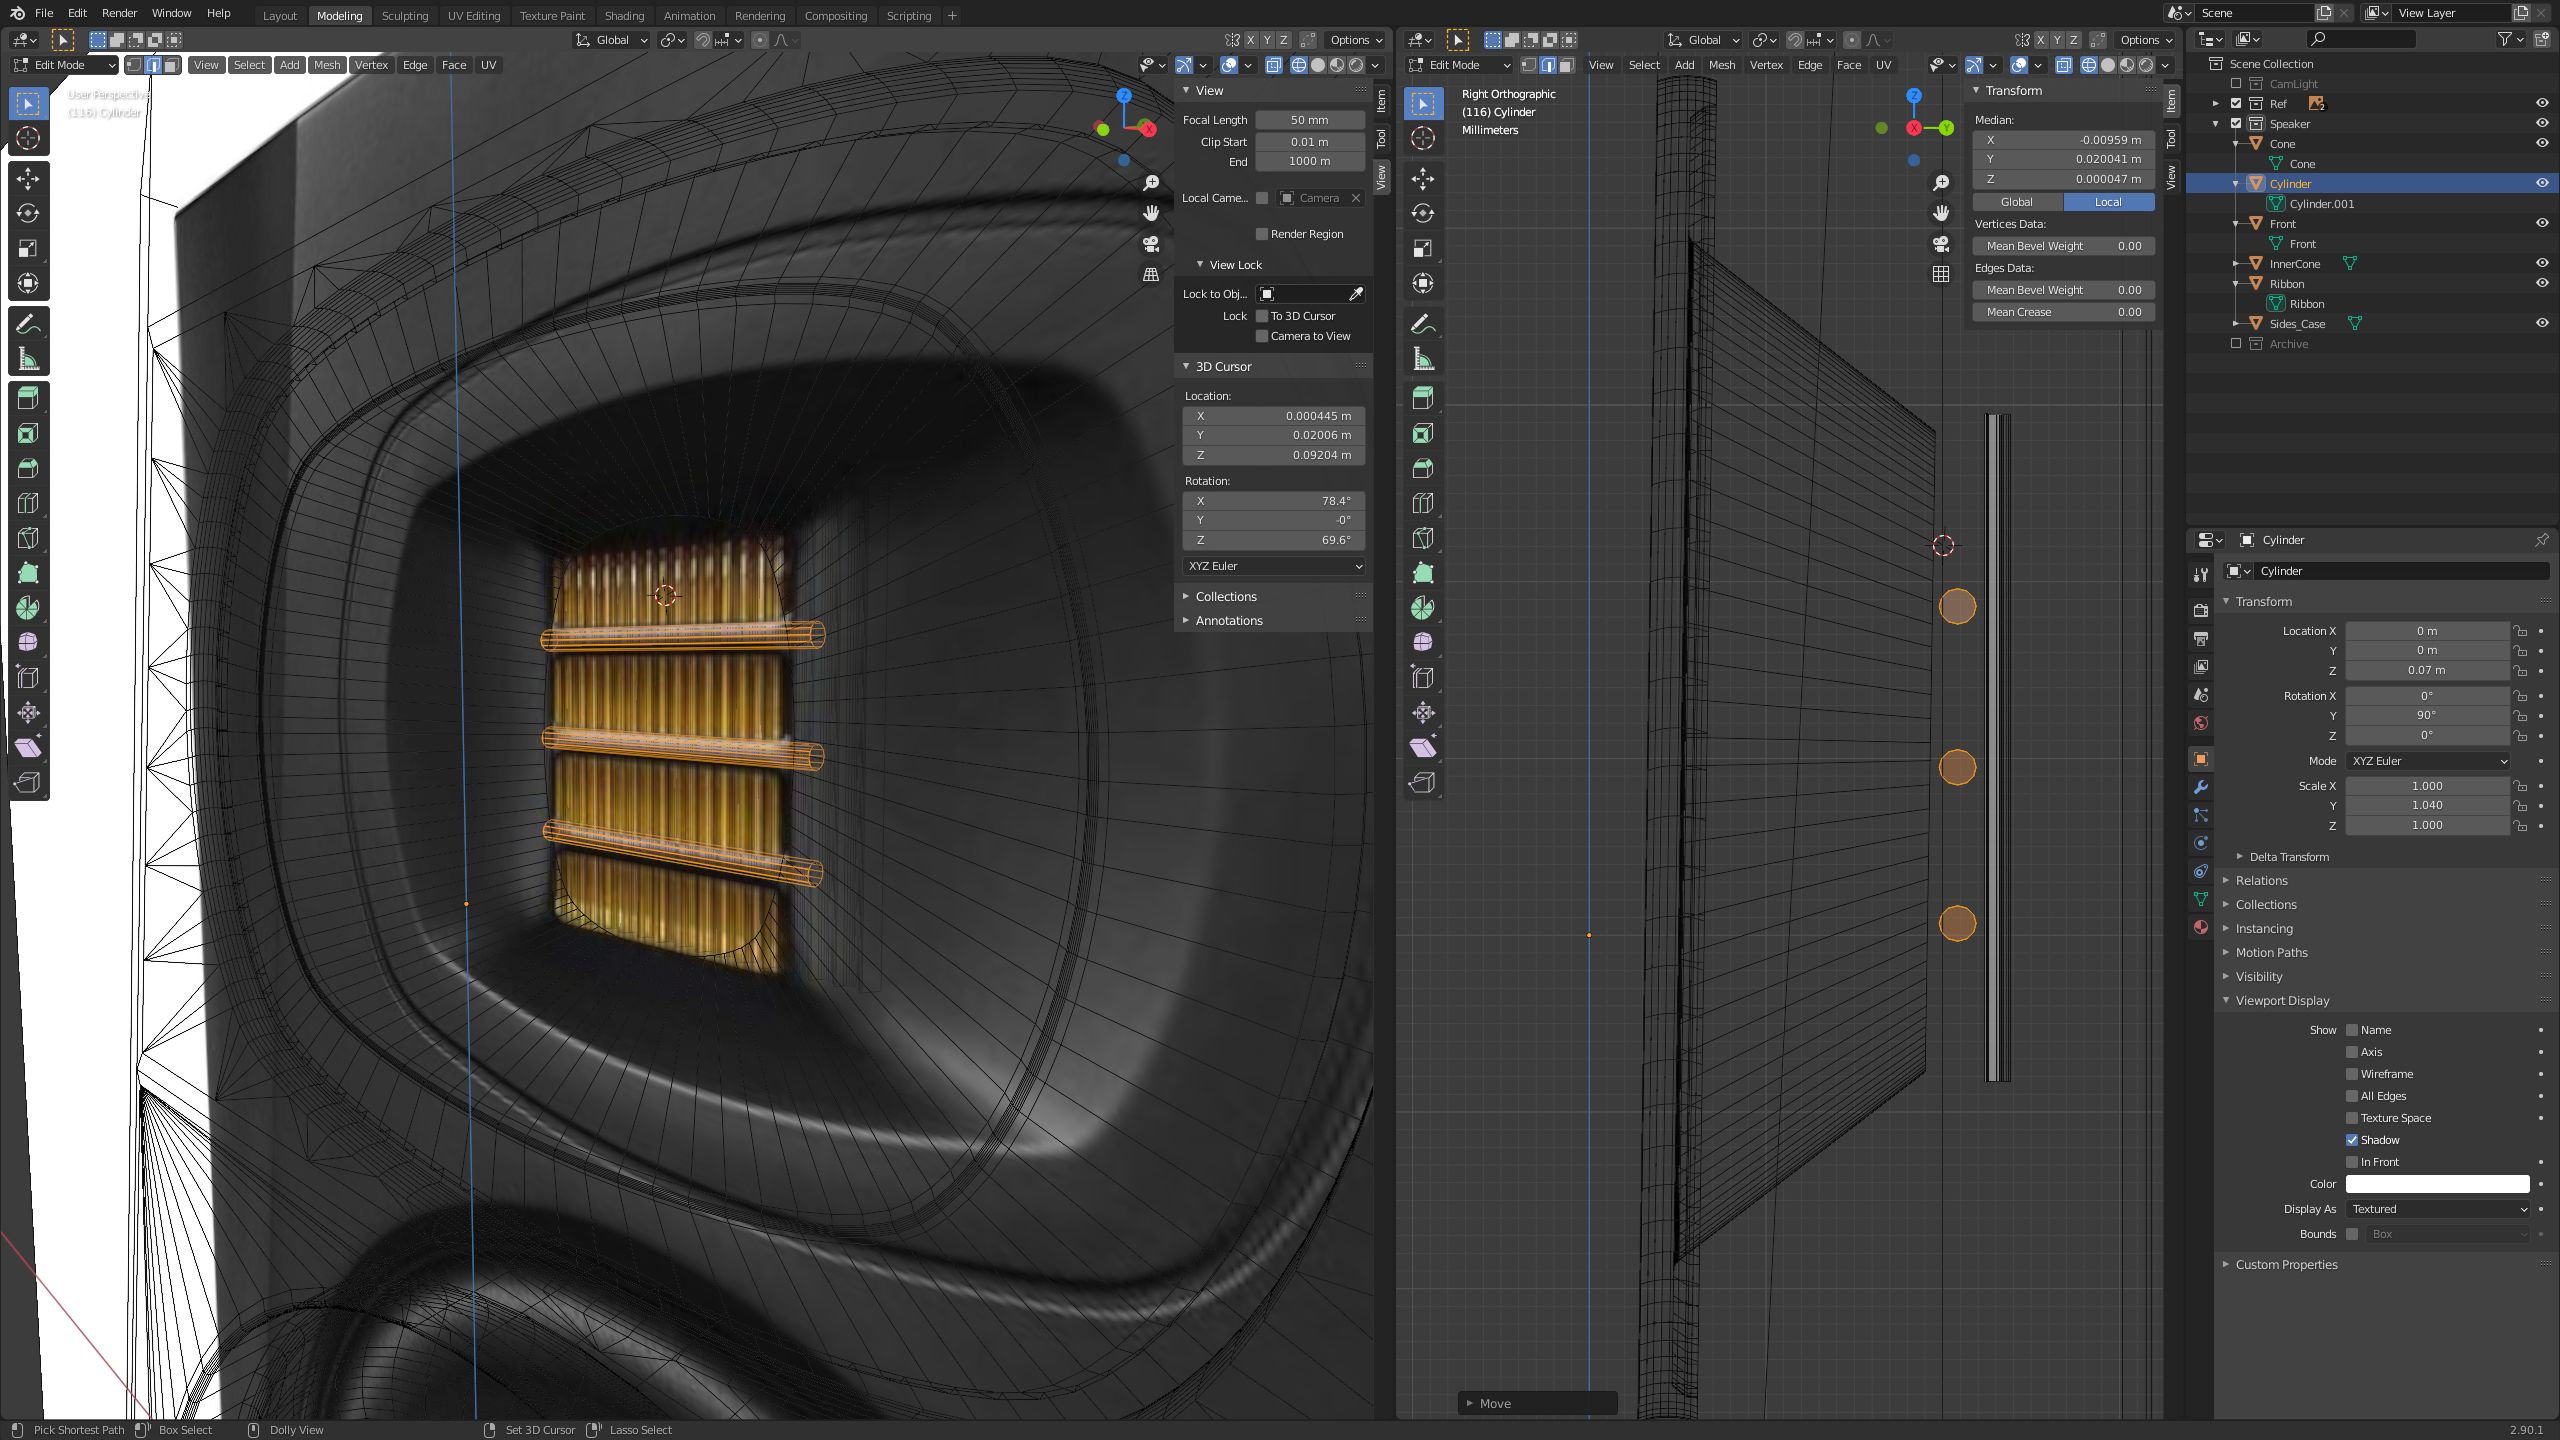 File Edit Render Window Help
Layout Modeling Sculpting UV Editing Texture Paint Shading Animation Rendering Compositing Scripting +
Scene
View Layer
Global X Y Z Options
Edit Mode View Select Add Mesh Vertex Edge Face UV
User Perspective
(116) Cylinder
Z
X
View
Focal Length 50 mm
Clip Start 0.01 m
End 1000 m
Local Came... Camera
Render Region
View Lock
Lock to Obj...
Lock To 3D Cursor
Camera to View
3D Cursor
Location:
X 0.000445 m
Y 0.02006 m
Z 0.09204 m
Rotation:
X 78.4°
Y -0°
Z 69.6°
XYZ Euler
Collections
Annotations
Item
Tool
View
Global X Y Z Options
Edit Mode View Select Add Mesh Vertex Edge Face UV
Right Orthographic
(116) Cylinder
Millimeters
Z
X Y
Transform
Median:
X -0.00959 m
Y 0.020041 m
Z 0.000047 m
Global Local
Vertices Data:
Mean Bevel Weight 0.00
Edges Data:
Mean Bevel Weight 0.00
Mean Crease 0.00
Item
Tool
View
Move
Scene Collection
CamLight
Ref 2
Speaker
Cone
Cone
Cylinder
Cylinder.001
Front
Front
InnerCone
Ribbon
Ribbon
Sides_Case
Archive
Cylinder
Cylinder
Transform
Location X 0 m
Y 0 m
Z 0.07 m
Rotation X 0°
Y 90°
Z 0°
Mode XYZ Euler
Scale X 1.000
Y 1.040
Z 1.000
Delta Transform
Relations
Collections
Instancing
Motion Paths
Visibility
Viewport Display
Show Name
Axis
Wireframe
All Edges
Texture Space
Shadow
In Front
Color
Display As Textured
Bounds Box
Custom Properties
Pick Shortest Path Box Select Dolly View Set 3D Cursor Lasso Select 2.90.1